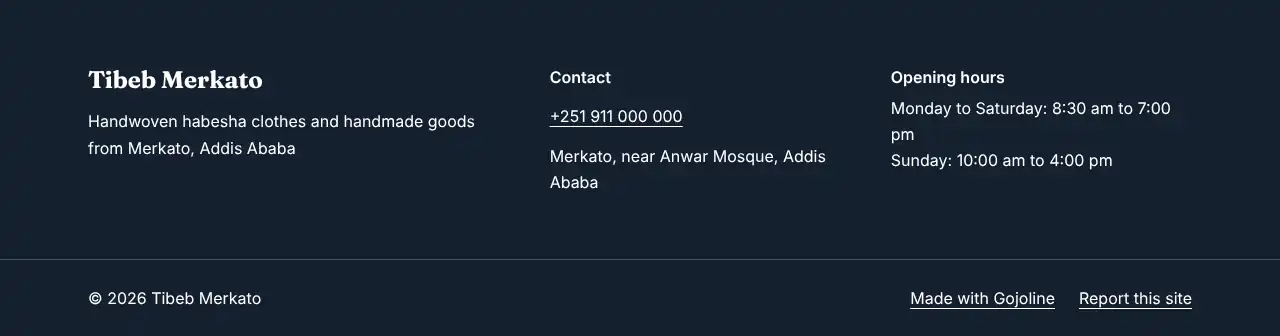 Tibeb Merkato
Handwoven habesha clothes and handmade goods
from Merkato, Addis Ababa
Contact
+251 911 000 000
Merkato, near Anwar Mosque, Addis
Ababa
Opening hours
Monday to Saturday: 8:30 am to 7:00
pm
Sunday: 10:00 am to 4:00 pm
© 2026 Tibeb Merkato
Made with Gojoline
Report this site